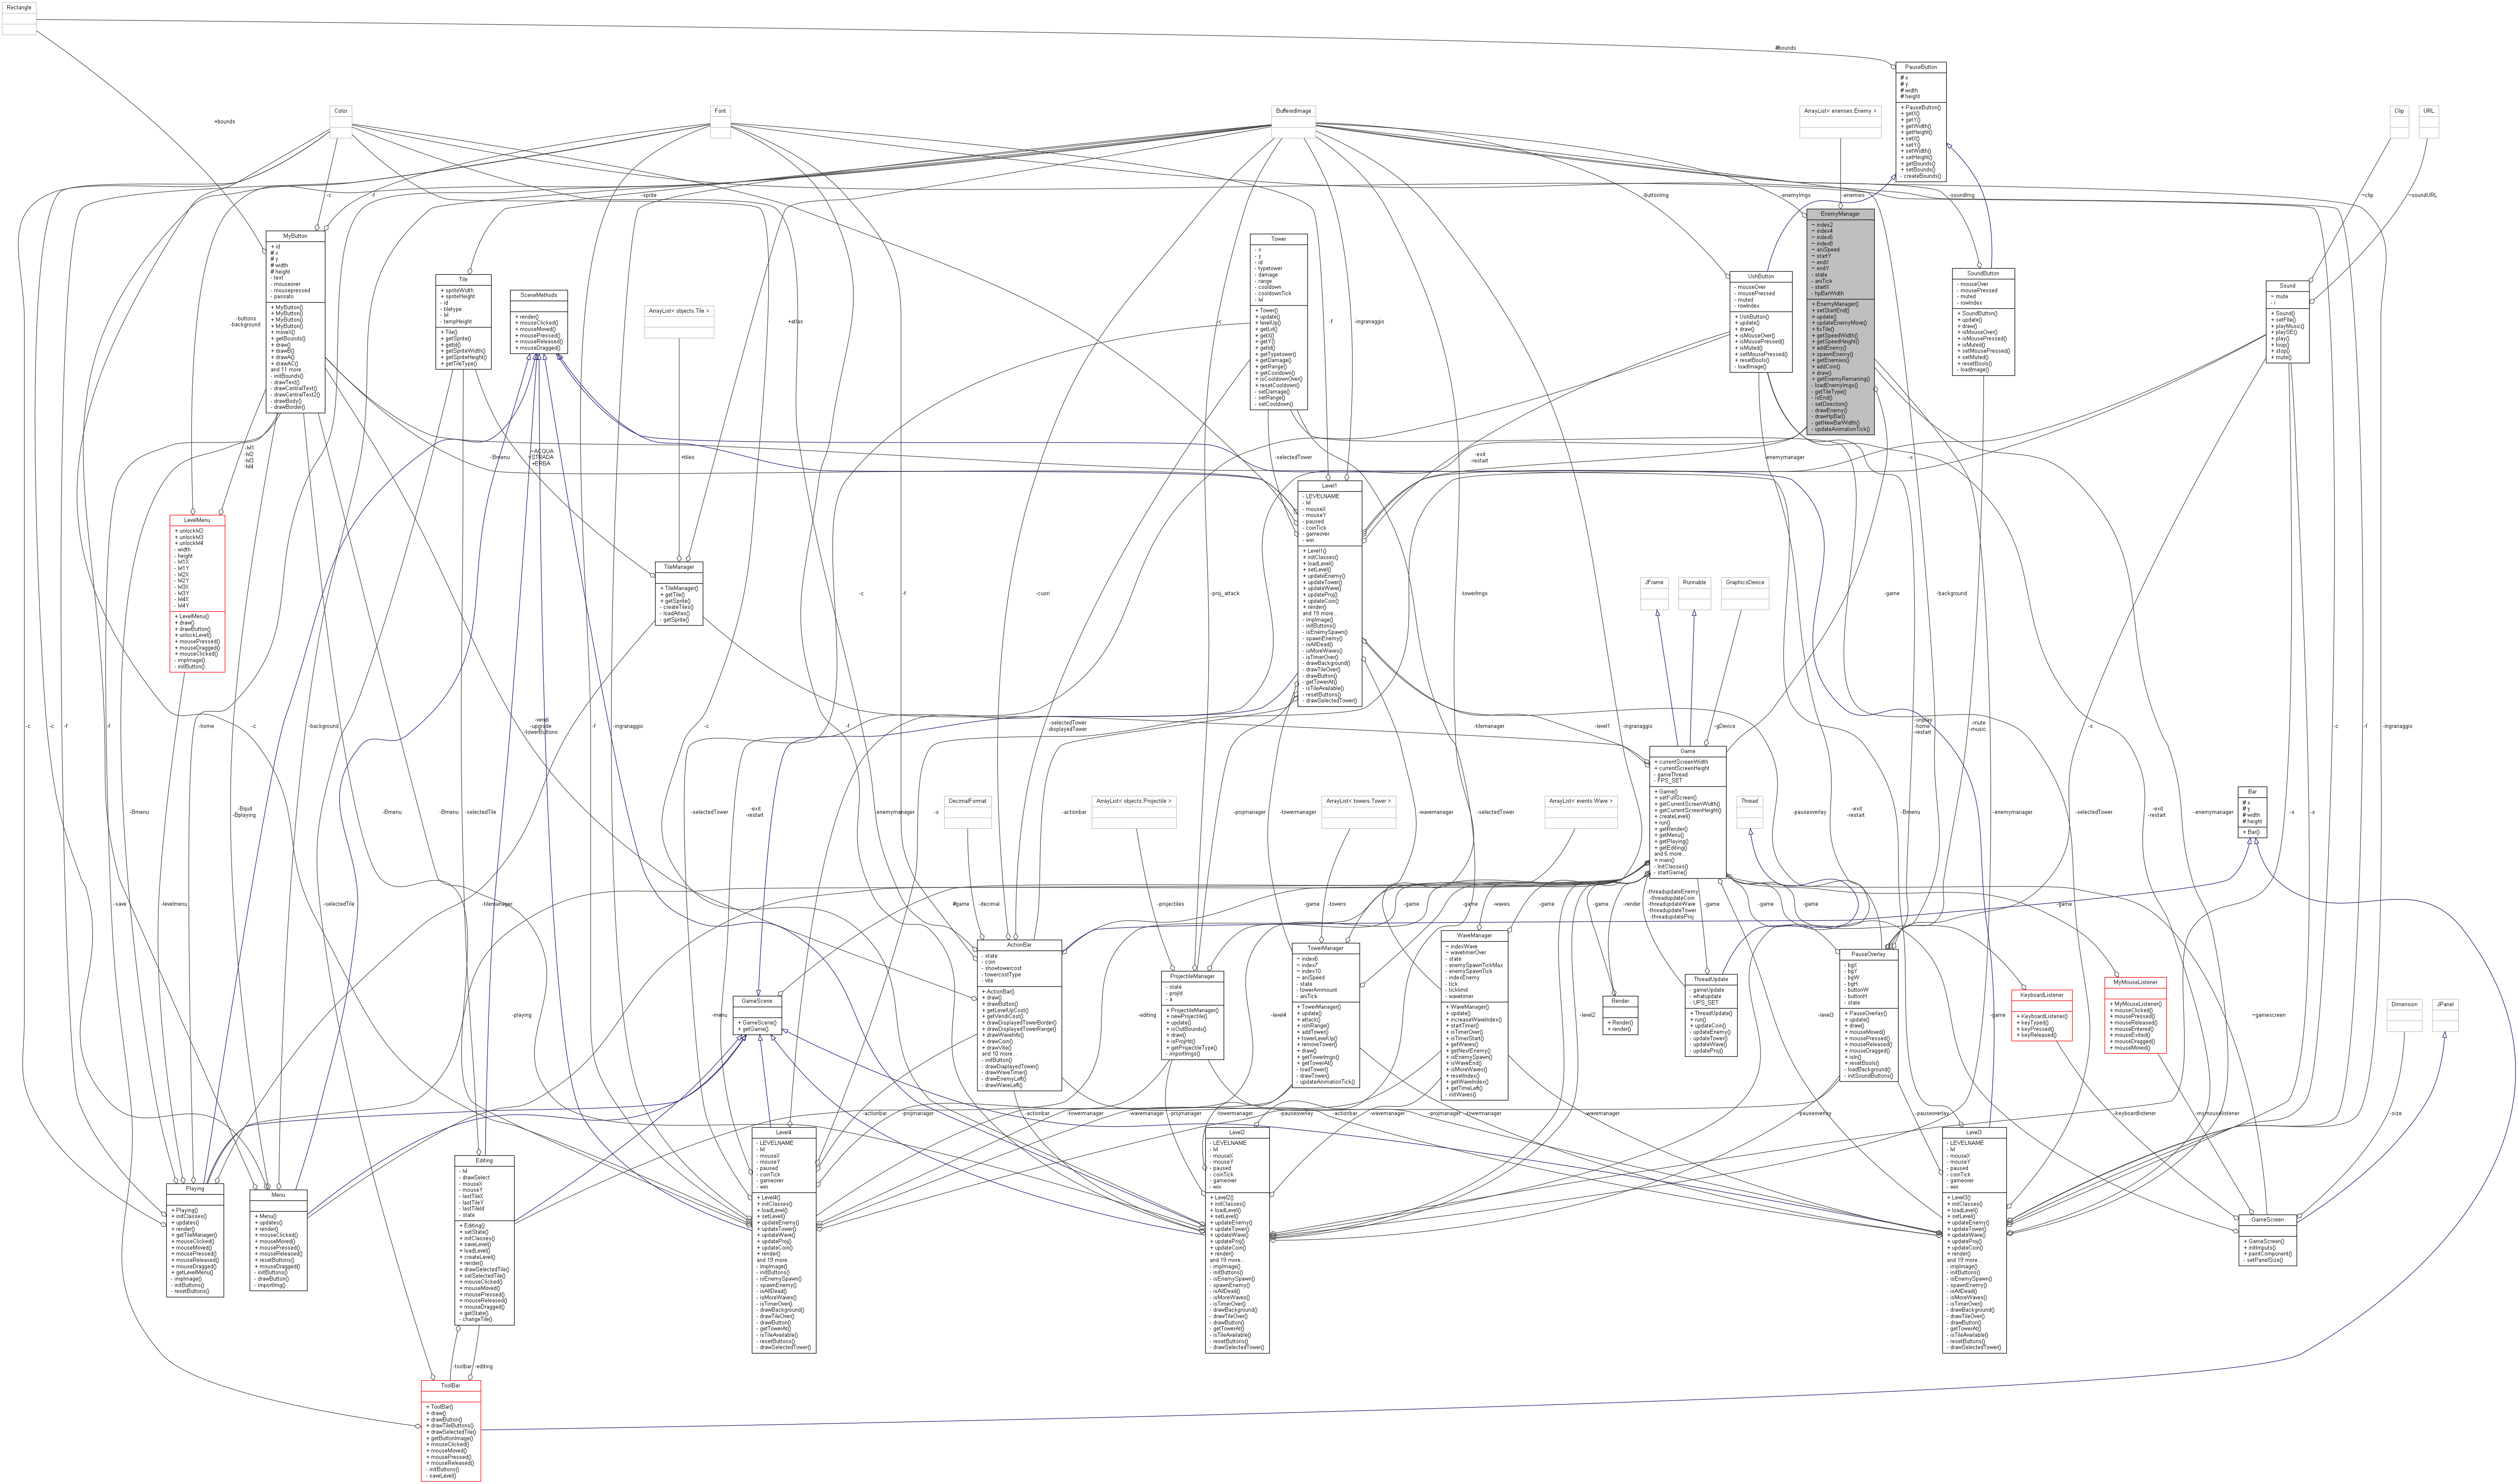 Rectangle
#bounds
PauseButton
# x
# y
# width
# height
+ PauseButton()
+ getX()
+ getY()
+ getWidth()
+ getHeight()
+ setX()
+ setY()
+ setWidth()
+ setHeight()
+ getBounds()
+ setBounds()
- createBounds()
Color
Font
BufferedImage
ArrayList< enemies.Enemy >
Clip
URL
+bounds
-c
-f
-sprite
-buttonImg
-enemyImgs
-enemies
-soundImg
~clip
~soundURL
MyButton
+ id
# x
# y
# width
# height
- text
- mouseover
- mousepressed
- passato
+ MyButton()
+ MyButton()
+ MyButton()
+ MyButton()
+ moveX()
+ getBounds()
+ draw()
+ drawB()
+ drawA()
+ drawAC()
and 11 more...
- initBounds()
- drawText()
- drawCentralText()
- drawCentralText2()
- drawBody()
- drawBorder()
Tile
+ spriteWidth
+ spriteHeight
- id
- tiletype
- lvl
- tempHeight
+ Tile()
+ getSprite()
+ getId()
+ getSpriteWidth()
+ getSpriteHeight()
+ getTileType()
SceneMethods
+ render()
+ mouseClicked()
+ mouseMoved()
+ mousePressed()
+ mouseReleased()
+ mouseDragged()
ArrayList< objects.Tile >
Tower
- x
- y
- id
- typetower
- damage
- range
- cooldown
- cooldownTick
- lvl
+ Tower()
+ update()
+ levelUp()
+ getLvl()
+ getX()
+ getY()
+ getId()
+ getTypetower()
+ getDamage()
+ getRange()
+ getCooldown()
+ isCooldownOver()
+ resetCooldown()
- setDamage()
- setRange()
- setCooldown()
UshButton
- mouseOver
- mousePressed
- muted
- rowIndex
+ UshButton()
+ update()
+ draw()
+ isMouseOver()
+ isMousePressed()
+ isMuted()
+ setMousePressed()
+ resetBools()
- loadImage()
EnemyManager
~ index2
~ index4
~ index6
~ index8
~ aniSpeed
~ startY
~ endX
~ endY
- state
- aniTick
- startX
- hpBarWidth
+ EnemyManager()
+ setStartEnd()
+ update()
+ updateEnemyMove()
+ fixTile()
+ getSpeedWidth()
+ getSpeedHeight()
+ addEnemy()
+ spawnEnemy()
+ getEnemies()
+ addCoin()
+ draw()
+ getEnemyRemaning()
- loadEnemyImgs()
- getTileType()
- isEnd()
- setDirection()
- drawEnemy()
- drawHpBar()
- getNewBarWidth()
- updateAnimationTick()
SoundButton
- mouseOver
- mousePressed
- muted
- rowIndex
+ SoundButton()
+ update()
+ draw()
+ isMouseOver()
+ isMousePressed()
+ isMuted()
+ setMousePressed()
+ setMuted()
+ resetBools()
- loadImage()
Sound
~ mute
- i
+ Sound()
+ setFile()
+ playMusic()
+ playSE()
+ play()
+ loop()
+ stop()
+ mute()
-buttons
-background
+atlas
-f
-ingranaggio
-lvl1
-lvl2
-lvl3
-lvl4
-Bmenu
~ACQUA
+STRADA
+ERBA
+tiles
-selectedTower
-exit
-restart
-enemymanager
-s
LevelMenu
+ unlockM2
+ unlockM3
+ unlockM4
- width
- height
- lvl1X
- lvl1Y
- lvl2X
- lvl2Y
- lvl3X
- lvl3Y
- lvl4X
- lvl4Y
+ LevelMenu()
+ draw()
+ drawButton()
+ unlockLevel()
+ mousePressed()
+ mouseDragged()
+ mouseClicked()
- impImage()
- initButton()
Level1
- LEVELNAME
- lvl
- mouseX
- mouseY
- paused
- coinTick
- gameover
- win
+ Level1()
+ initClasses()
+ loadLevel()
+ setLevel()
+ updateEnemy()
+ updateTower()
+ updateWave()
+ updateProj()
+ updateCoin()
+ render()
and 19 more...
- impImage()
- initButtons()
- isEnemySpawn()
- spawnEnemy()
- isAllDead()
- isMoreWaves()
- isTimerOver()
- drawBackground()
- drawTileOver()
- drawButton()
- getTowerAt()
- isTileAvailable()
- resetButtons()
- drawSelectedTower()
TileManager
+ TileManager()
+ getTile()
+ getSprite()
- createTiles()
- loadAtlas()
- getSprite()
-c
-f
-cuori
-proj_attack
-towerImgs
JFrame
Runnable
GraphicsDevice
-game
-background
-c
-c
-f
-f
-home
-c
-background
-vendi
-upgrade
-towerButtons
-f
-ingranaggio
-c
-f
-selectedTower
-displayedTower
-tilemanager
-level1
-ingranaggio
-gDevice
-unplay
-home
-restart
-mute
-music
-s
-exit
-restart
-c
-f
-ingranaggio
Game
+ currentScreenWidth
+ currentScreenHeight
- gameThread
- FPS_SET
+ Game()
+ setFullScreen()
+ getCurrentScreenWidth()
+ getCurrentScreenHeight()
+ createLevel()
+ run()
+ getRender()
+ getMenu()
+ getPlaying()
+ getEditing()
and 6 more...
+ main()
- InitClasses()
- startGame()
-save
-Bmenu
-levelmenu
-Bquit
-Bplaying
-selectedTile
-Bmenu
-Bmenu
-selectedTile
-selectedTower
-exit
-restart
-enemymanager
-s
DecimalFormat
-actionbar
ArrayList< objects.Projectile >
-projmanager
-towermanager
ArrayList< towers.Tower >
-wavemanager
-selectedTower
ArrayList< events.Wave >
-pauseoverlay
Thread
-exit
-restart
-Bmenu
-enemymanager
-selectedTower
-enemymanager
Bar
# x
# y
# width
# height
+ Bar()
-s
-s
-tilemanager
#game
-decimal
-projectiles
-game
-game
-towers
-game
-waves
-game
-game
-render
-threadupdateEnemy
-threadupdateCoin
-threadupdateWave
-threadupdateTower
-threadupdateProj
-game
-game
-game
-game
ActionBar
- state
- coin
- showtowercost
- towercostType
- vite
+ ActionBar()
+ draw()
+ drawButton()
+ getLevelUpCost()
+ getVendiCost()
+ drawDisplayedTowerBorder()
+ drawDisplayedTowerRange()
+ drawWaveInfo()
+ drawCoin()
+ drawVite()
and 10 more...
- initButton()
- drawDiaplayedTower()
- drawWaveTimer()
- drawEnemyLeft()
- drawWaveLeft()
ProjectileManager
- state
- projId
- a
+ ProjectileManager()
+ newProjectile()
+ update()
+ isOutBounds()
+ draw()
+ isProjHit()
+ getProjectileType()
- importImgs()
TowerManager
~ index6
~ index7
~ index10
~ aniSpeed
- state
- towerAmmount
- aniTick
+ TowerManager()
+ update()
+ attack()
+ isInRange()
+ addTower()
+ towerLevelUp()
+ removeTower()
+ draw()
+ getTowerImgs()
+ getTowerAt()
- loadTower()
- drawTower()
- updateAnimationTick()
WaveManager
~ indexWave
~ wavetimerOver
- state
- enemySpawnTickMax
- enemySpawnTick
- indexEnemy
- tick
- ticklimit
- wavetimer
+ WaveManager()
+ update()
+ increaseWaveIndex()
+ startTimer()
+ isTimerOver()
+ isTimerStart()
+ getWaves()
+ getNextEnemy()
+ isEnemySpawn()
+ isWaveEnd()
+ isMoreWaves()
+ resetIndex()
+ getWaveIndex()
+ getTimeLeft()
- initWaves()
Render
+ Render()
+ render()
ThreadUpdate
- gameUpdate
- whatupdate
- UPS_SET
+ ThreadUpdate()
+ run()
+ updateCoin()
+ updateEnemy()
+ updateTower()
+ updateWave()
+ updateProj()
PauseOverlay
- bgX
- bgY
- bgW
- bgH
- buttonW
- buttonH
- state
+ PauseOverlay()
+ update()
+ draw()
+ mouseMoved()
+ mousePressed()
+ mouseReleased()
+ mouseDragged()
+ isIn()
+ resetBools()
- loadBackground()
- initSoundButtons()
KeyboardListener
+ KeyboardListener()
+ keyTyped()
+ keyPressed()
+ keyReleased()
MyMouseListener
+ MyMouseListener()
+ mouseClicked()
+ mousePressed()
+ mouseReleased()
+ mouseEntered()
+ mouseExited()
+ mouseDragged()
+ mouseMoved()
Dimension
JPanel
GameScene
+ GameScene()
+ getGame()
-playing
-menu
-editing
-level4
-level2
-level3
-game
~gamescreen
-actionbar
-projmanager
-actionbar
-towermanager
-wavemanager
-projmanager
-towermanager
-pauseoverlay
-actionbar
-wavemanager
-projmanager
-towermanager
-wavemanager
-pauseoverlay
-pauseoverlay
-keyboardlistener
-mymouselistener
-size
Playing
+ Playing()
+ initClasses()
+ updates()
+ render()
+ getTileManager()
+ mouseClicked()
+ mouseMoved()
+ mousePressed()
+ mouseReleased()
+ mouseDragged()
+ getLevelMenu()
- impImage()
- initButtons()
- resetButtons()
Menu
+ Menu()
+ updates()
+ render()
+ mouseClicked()
+ mouseMoved()
+ mousePressed()
+ mouseReleased()
+ resetButtons()
+ mouseDragged()
- initButtons()
- drawButton()
- importImg()
Editing
- lvl
- drawSelect
- mouseX
- mouseY
- lastTileX
- lastTileY
- lastTileId
- state
+ Editing()
+ setState()
+ initClasses()
+ saveLevel()
+ loadLevel()
+ createLevel()
+ render()
+ drawSelectedTile()
+ setSelectedTile()
+ mouseClicked()
+ mouseMoved()
+ mousePressed()
+ mouseReleased()
+ mouseDragged()
+ getState()
- changeTile()
Level4
- LEVELNAME
- lvl
- mouseX
- mouseY
- paused
- coinTick
- gameover
- win
+ Level4()
+ initClasses()
+ loadLevel()
+ setLevel()
+ updateEnemy()
+ updateTower()
+ updateWave()
+ updateProj()
+ updateCoin()
+ render()
and 19 more...
- impImage()
- initButtons()
- isEnemySpawn()
- spawnEnemy()
- isAllDead()
- isMoreWaves()
- isTimerOver()
- drawBackground()
- drawTileOver()
- drawButton()
- getTowerAt()
- isTileAvailable()
- resetButtons()
- drawSelectedTower()
Level2
- LEVELNAME
- lvl
- mouseX
- mouseY
- paused
- coinTick
- gameover
- win
+ Level2()
+ initClasses()
+ loadLevel()
+ setLevel()
+ updateEnemy()
+ updateTower()
+ updateWave()
+ updateProj()
+ updateCoin()
+ render()
and 19 more...
- impImage()
- initButtons()
- isEnemySpawn()
- spawnEnemy()
- isAllDead()
- isMoreWaves()
- isTimerOver()
- drawBackground()
- drawTileOver()
- drawButton()
- getTowerAt()
- isTileAvailable()
- resetButtons()
- drawSelectedTower()
Level3
- LEVELNAME
- lvl
- mouseX
- mouseY
- paused
- coinTick
- gameover
- win
+ Level3()
+ initClasses()
+ loadLevel()
+ setLevel()
+ updateEnemy()
+ updateTower()
+ updateWave()
+ updateProj()
+ updateCoin()
+ render()
and 19 more...
- impImage()
- initButtons()
- isEnemySpawn()
- spawnEnemy()
- isAllDead()
- isMoreWaves()
- isTimerOver()
- drawBackground()
- drawTileOver()
- drawButton()
- getTowerAt()
- isTileAvailable()
- resetButtons()
- drawSelectedTower()
GameScreen
+ GameScreen()
+ initImputs()
+ paintComponent()
- setPanelSize()
-toolbar
-editing
ToolBar
+ ToolBar()
+ draw()
+ drawButton()
+ drawTileButtons()
+ drawSelectedTile()
+ getButtonImage()
+ mouseClicked()
+ mouseMoved()
+ mousePressed()
+ mouseReleased()
- initButtons()
- saveLevel()